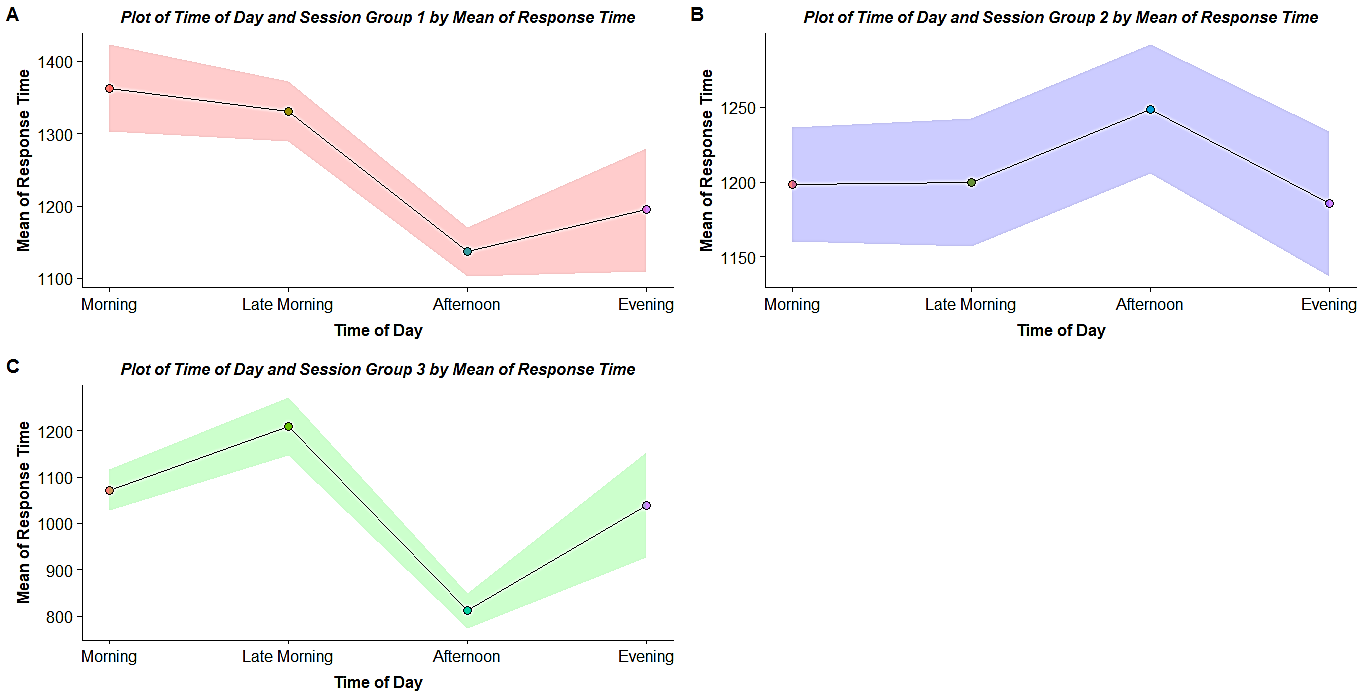 A
Plot of Time of Day and Session Group 1 by Mean of Response Time
Mean of Response Time
1400
1300
1200
1100
Morning
Late Morning
Afternoon
Evening
Time of Day
B
Plot of Time of Day and Session Group 2 by Mean of Response Time
Mean of Response Time
1250
1200
1150
Morning
Late Morning
Afternoon
Evening
Time of Day
C
Plot of Time of Day and Session Group 3 by Mean of Response Time
Mean of Response Time
1200
1100
1000
900
800
Morning
Late Morning
Afternoon
Evening
Time of Day